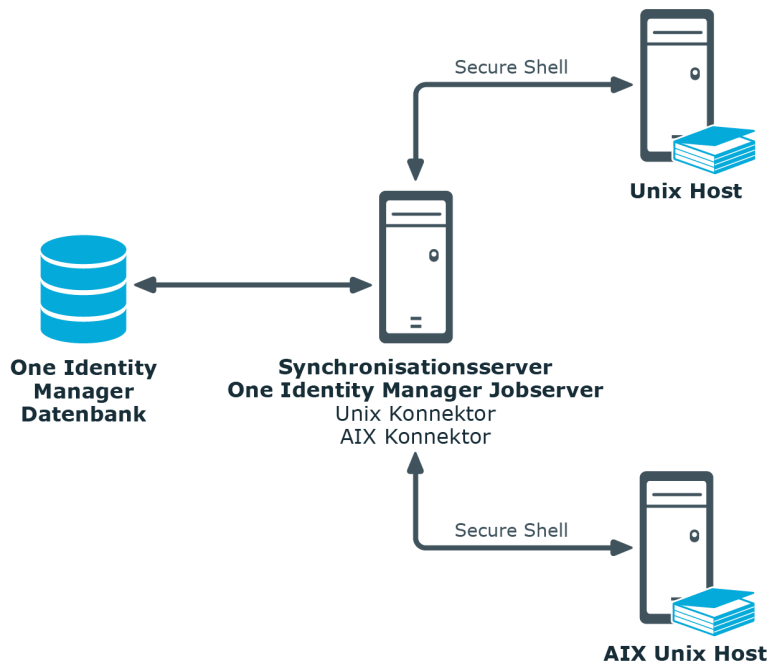 Secure Shell
Unix Host
One Identity
Manager
Datenbank
Synchronisationsserver
One Identity Manager Jobserver
Unix Konnektor
AIX Konnektor
Secure Shell
AIX Unix Host